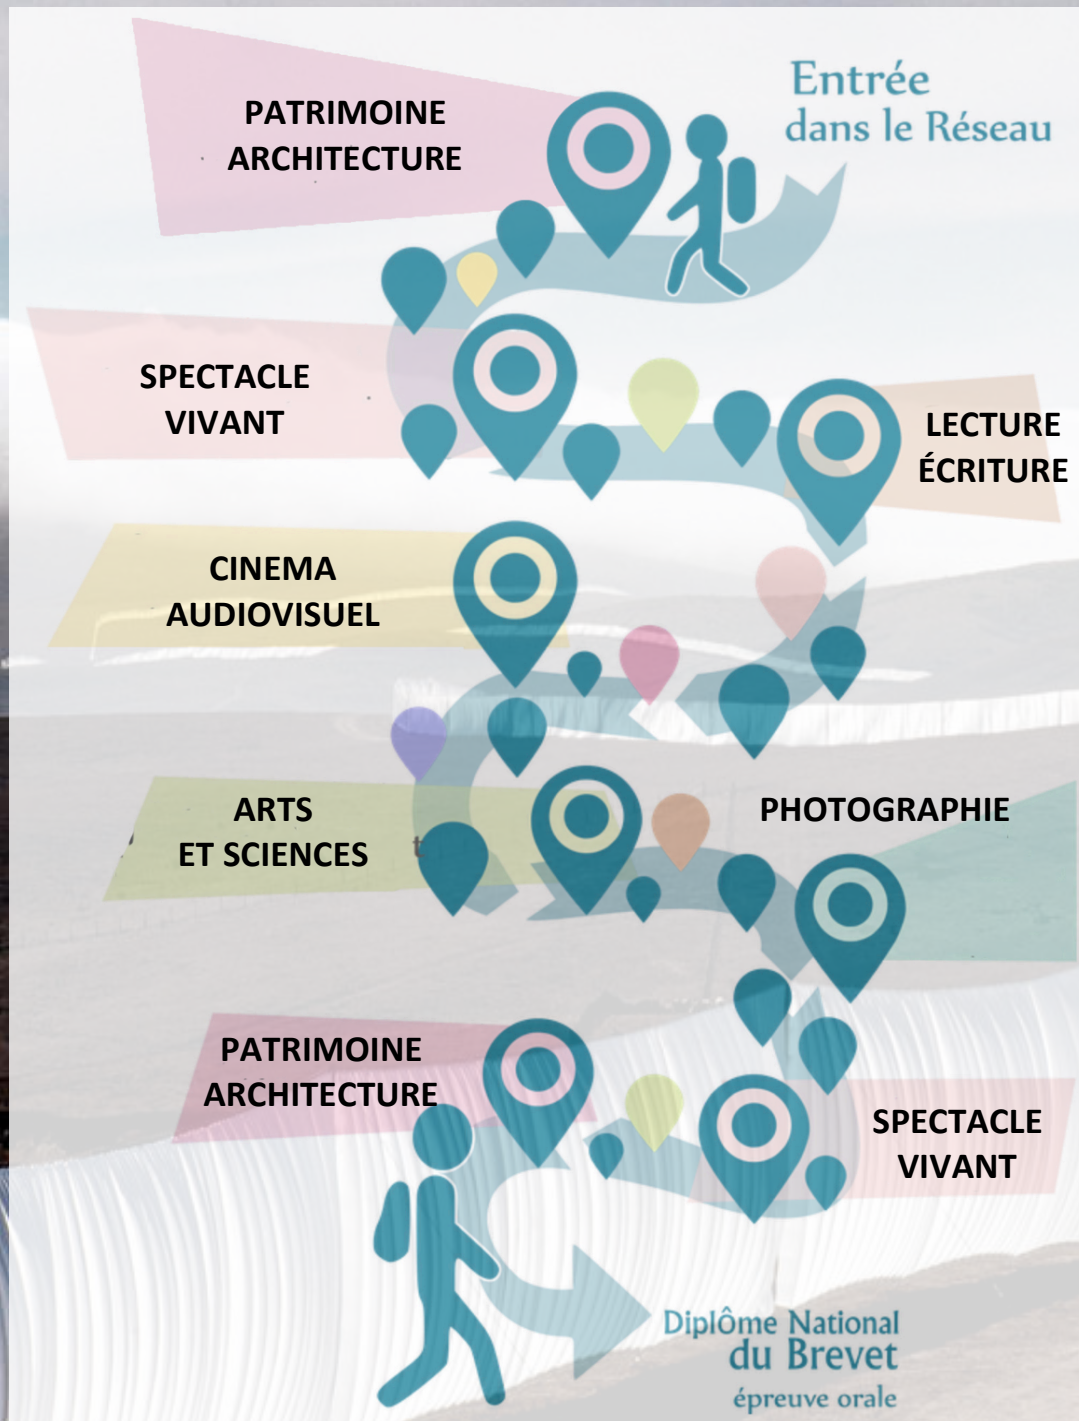 Entrée
dans le Réseau
PATRIMOINE
ARCHITECTURE
SPECTACLE
VIVANT
LECTURE
ÉCRITURE
CINEMA
AUDIOVISUEL
ARTS
ET SCIENCES
t
PHOTOGRAPHIE
PATRIMOINE
ARCHITECTURE
SPECTACLE
VIVANT
Diplôme National
du Brevet
épreuve orale